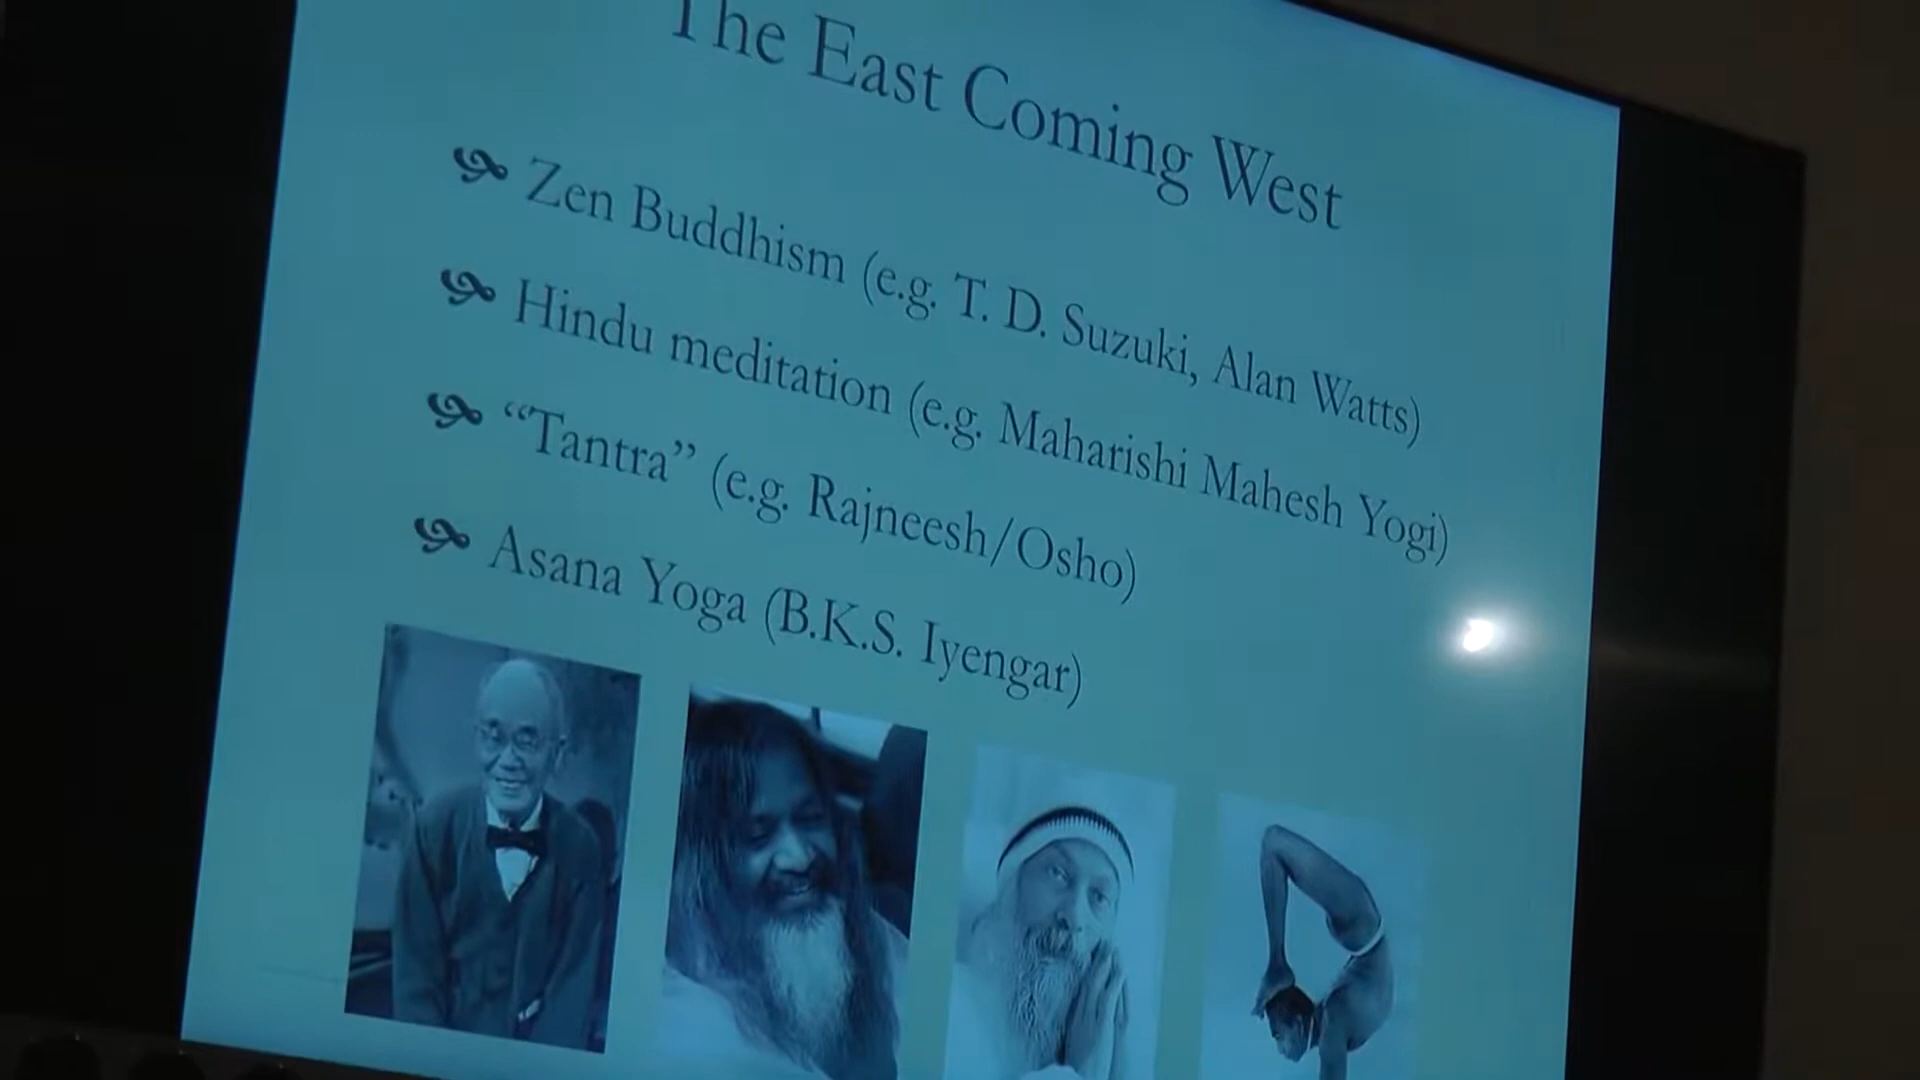 The East Coming West
Zen Buddhism (e.g. T. D. Suzuki, Alan Watts)
Hindu meditation (e.g. Maharishi Mahesh Yogi)
“Tantra” (e.g. Rajneesh/Osho)
Asana Yoga (B.K.S. Iyengar)